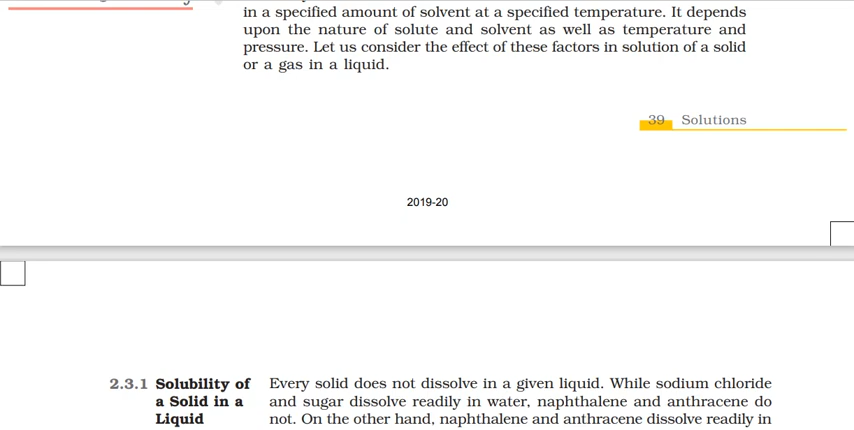 in a specified amount of solvent at a specified temperature. It depends
upon the nature of solute and solvent as well as temperature and
pressure. Let us consider the effect of these factors in solution of a solid
or a gas in a liquid.
39 Solutions
2019-20
2.3.1 Solubility of
a Solid in a
Liquid
Every solid does not dissolve in a given liquid. While sodium chloride
and sugar dissolve readily in water, naphthalene and anthracene do
not. On the other hand, naphthalene and anthracene dissolve readily in